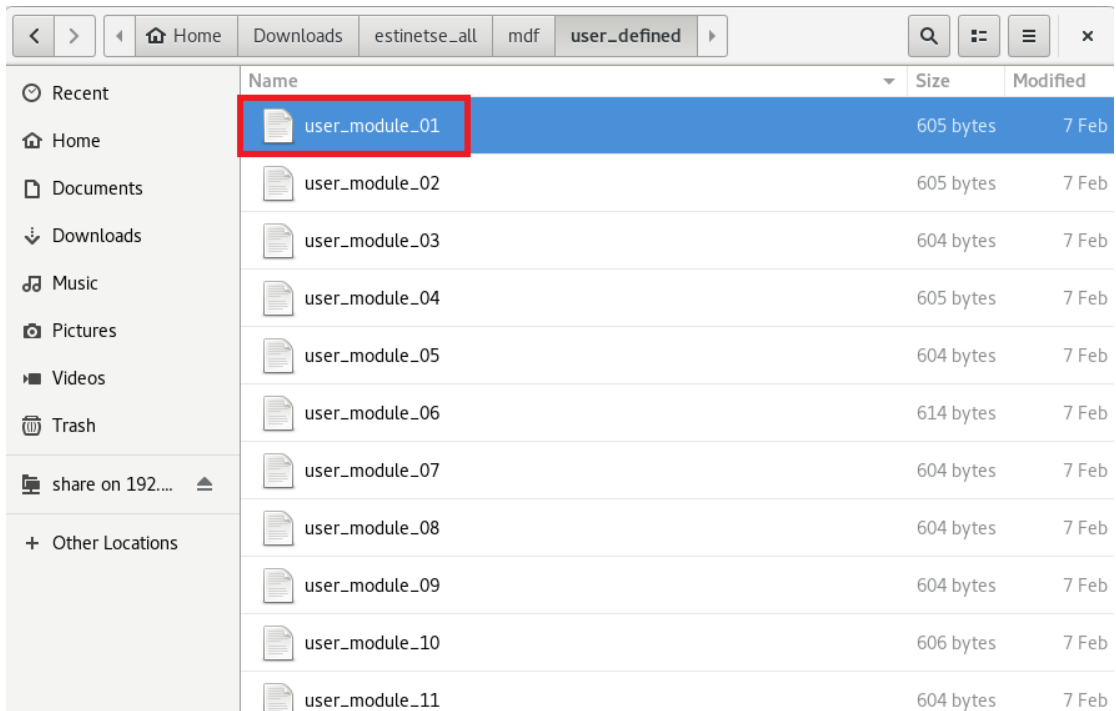 Home Downloads estinetse_all mdf user_defined
Name Size Modified
Recent
Home
Documents
Downloads
Music
Pictures
Videos
Trash
share on 192....
+ Other Locations
user_module_01 605 bytes 7 Feb
user_module_02 605 bytes 7 Feb
user_module_03 604 bytes 7 Feb
user_module_04 605 bytes 7 Feb
user_module_05 604 bytes 7 Feb
user_module_06 614 bytes 7 Feb
user_module_07 604 bytes 7 Feb
user_module_08 604 bytes 7 Feb
user_module_09 604 bytes 7 Feb
user_module_10 606 bytes 7 Feb
user_module_11 604 bytes 7 Feb